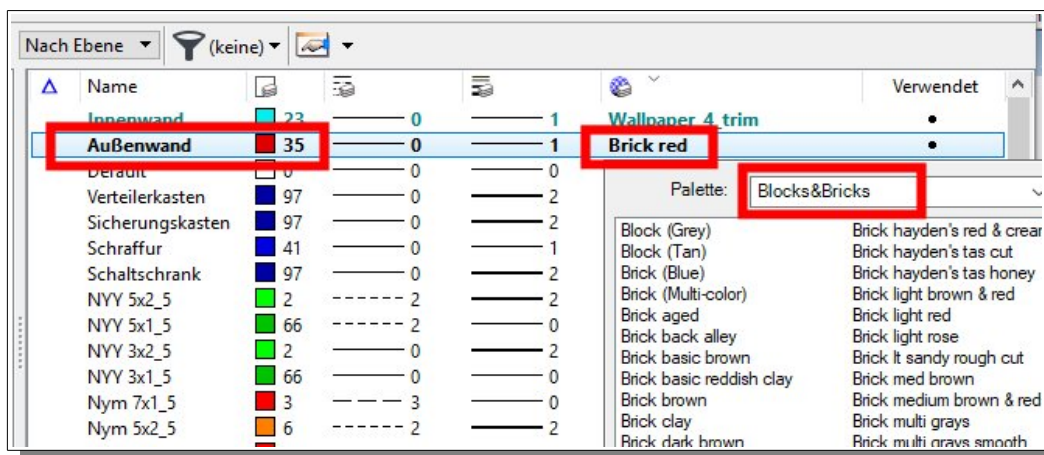 Nach Ebene (keine)
Name Verwendet
Innenwand 23 0 1 Wallpaper_4_trim
Außenwand 35 0 1 Brick red
Default 0 0 0
Palette: Blocks&Bricks
Verteilerkasten 97 0 2
Sicherungskasten 97 0 2
Block (Grey) Brick hayden's red & crear
Schraffur 41 0 1
Block (Tan) Brick hayden's tas cut
Schaltschrank 97 0 2
Brick (Blue) Brick hayden's tas honey
NYY 5x2_5 2 2 2
Brick (Multi-color) Brick light brown & red
NYY 5x1_5 66 2 0
Brick aged Brick light red
Brick back alley Brick light rose
NYY 3x2_5 2 0 2
Brick basic brown Brick lt sandy rough cut
NYY 3x1_5 66 0 0
Brick basic reddish clay Brick med brown
Nym 7x1_5 3 3 0
Brick brown Brick medium brown & red
Nym 5x2_5 6 2 2
Brick clay Brick multi grays
Brick dark brown Brick multi grays smooth